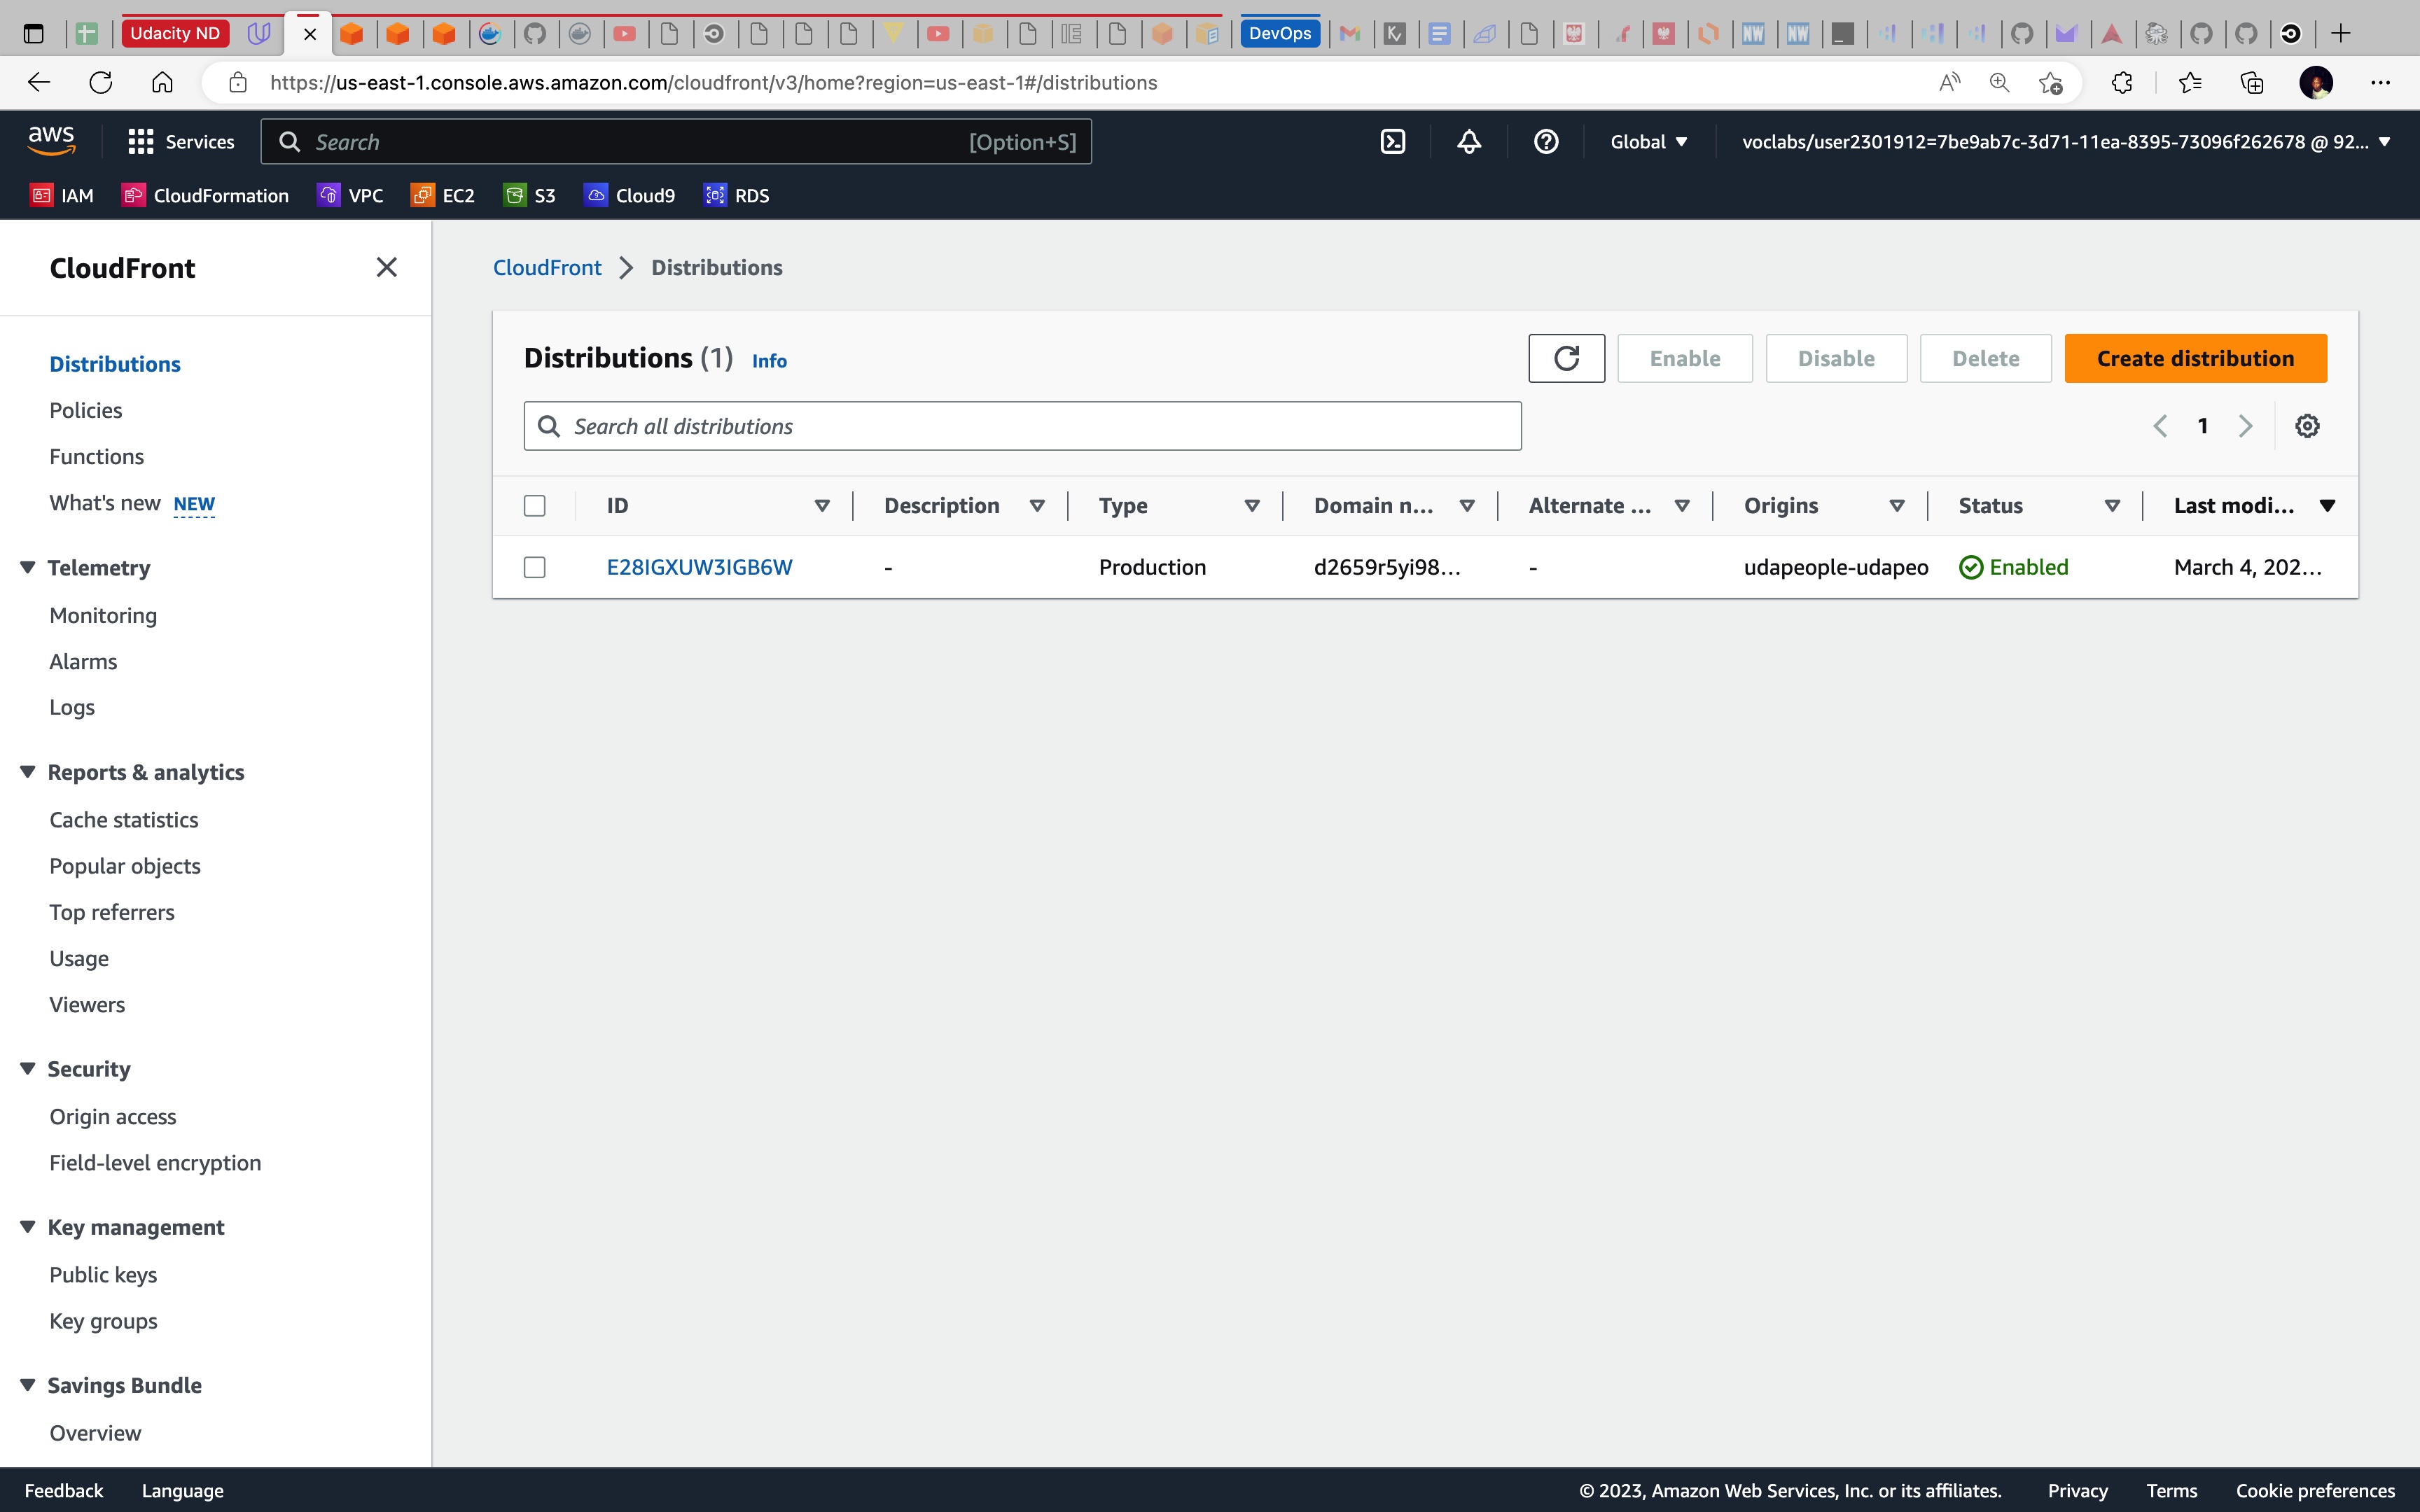 Udacity ND
DevOps
https://us-east-1.console.aws.amazon.com/cloudfront/v3/home?region=us-east-1#/distributions
aws
Services
Search
[Option+S]
Global
voclabs/user2301912=7be9ab7c-3d71-11ea-8395-73096f262678 @ 92...
IAM
CloudFormation
VPC
EC2
S3
Cloud9
RDS
CloudFront
Distributions
Policies
Functions
What's new NEW
Telemetry
Monitoring
Alarms
Logs
Reports & analytics
Cache statistics
Popular objects
Top referrers
Usage
Viewers
Security
Origin access
Field-level encryption
Key management
Public keys
Key groups
Savings Bundle
Overview
CloudFront > Distributions
Distributions (1) Info
Enable
Disable
Delete
Create distribution
Search all distributions
1
ID Description Type Domain n... Alternate ... Origins Status Last modi...
E28IGXUW3IGB6W - Production d2659r5yi98... - udapeople-udapeo Enabled March 4, 202...
Feedback
Language
© 2023, Amazon Web Services, Inc. or its affiliates.
Privacy
Terms
Cookie preferences